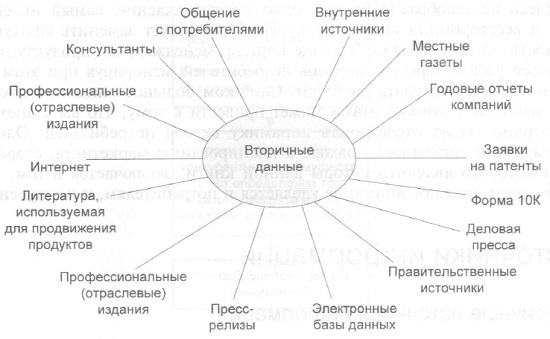 Общение
с потребителями
Внутренние
источники
Консультанты
Местные
газеты
Профессиональные
(отраслевые)
издания
Годовые отчеты
компаний
Вторичные
данные
Интернет
Заявки
на патенты
Литература,
используемая
для продвижения
продуктов
Форма 10К
Деловая
пресса
Профессиональные
(отраслевые)
издания
Правительственные
источники
Пресс-
релизы
Электронные
базы данных